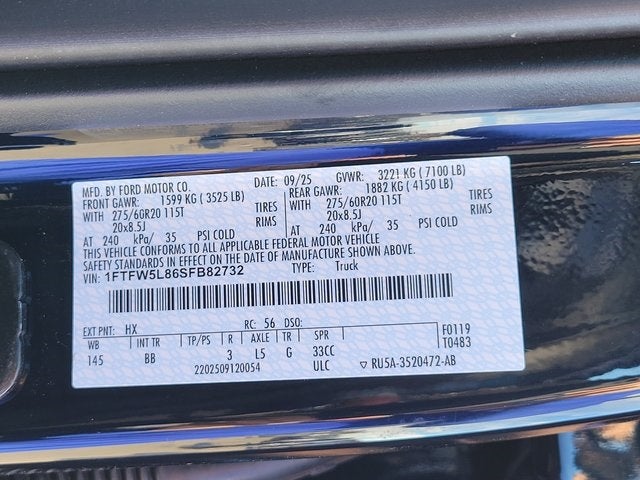 MFD. BY FORD MOTOR CO.
DATE: 09/25 GVWR: 3221 KG ( 7100 LB)
FRONT GAWR: 1599 KG ( 3525 LB) REAR GAWR: 1882 KG ( 4150 LB)
WITH 275/60R20 115T TIRES WITH 275/60R20 115T TIRES
20x8.5J RIMS 20x8.5J RIMS
AT 240 kPa/ 35 PSI COLD AT 240 kPa/ 35 PSI COLD
THIS VEHICLE CONFORMS TO ALL APPLICABLE FEDERAL MOTOR VEHICLE
SAFETY STANDARDS IN EFFECT ON THE DATE OF MANUFACTURE SHOWN ABOVE.
VIN: 1FTFW5L86SFB82732 TYPE: Truck
EXT PNT: HX RC: 56 DSO: F0119
WB INT TR TP/PS R AXLE TR SPR T0483
145 BB 3 L5 G 33CC
2202509120054 ULC ▽ RU5A-3520472-AB